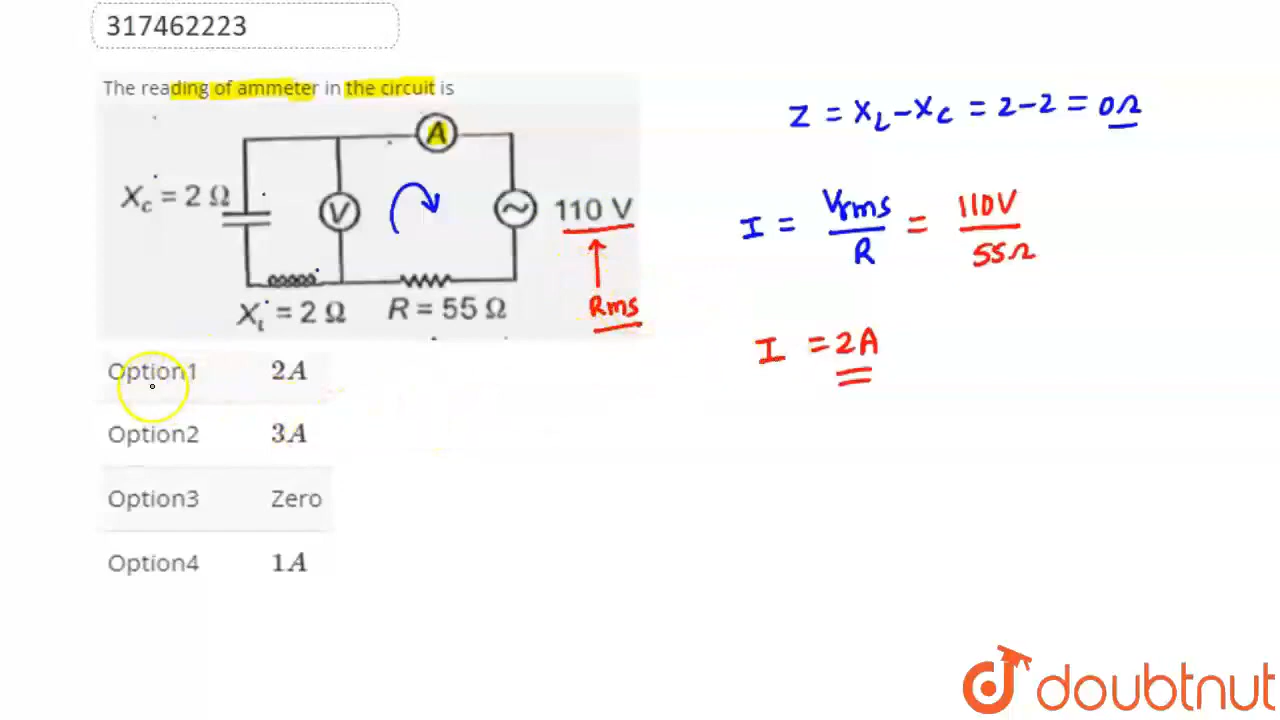 317462223
The reading of ammeter in the circuit is
A
X_c = 2 Ω
V
~
110 V
X_L = 2 Ω
R = 55 Ω
Rms
Option1 2A
Option2 3A
Option3 Zero
Option4 1A
Z = X_L - X_C = 2 - 2 = 0Ω
I = Vrms / R = 110V / 55Ω
I = 2A
doubtnut